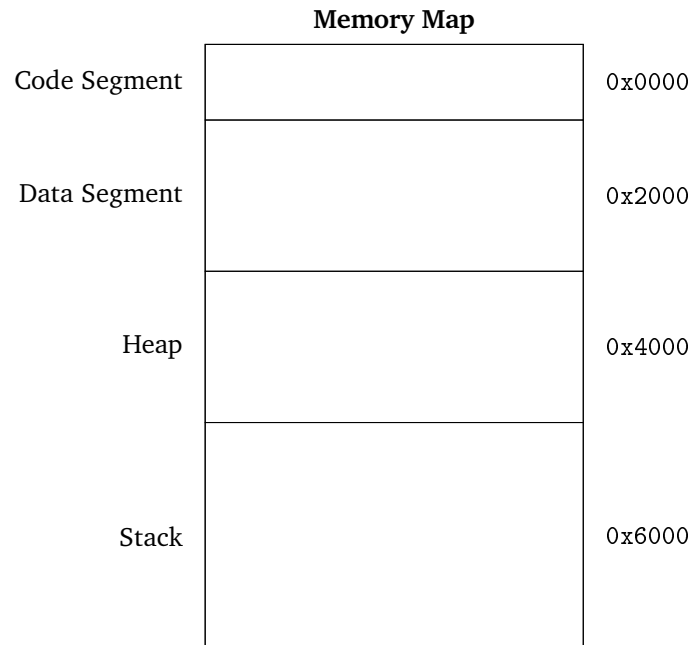 Memory Map
Code Segment 0x0000
Data Segment 0x2000
Heap 0x4000
Stack 0x6000